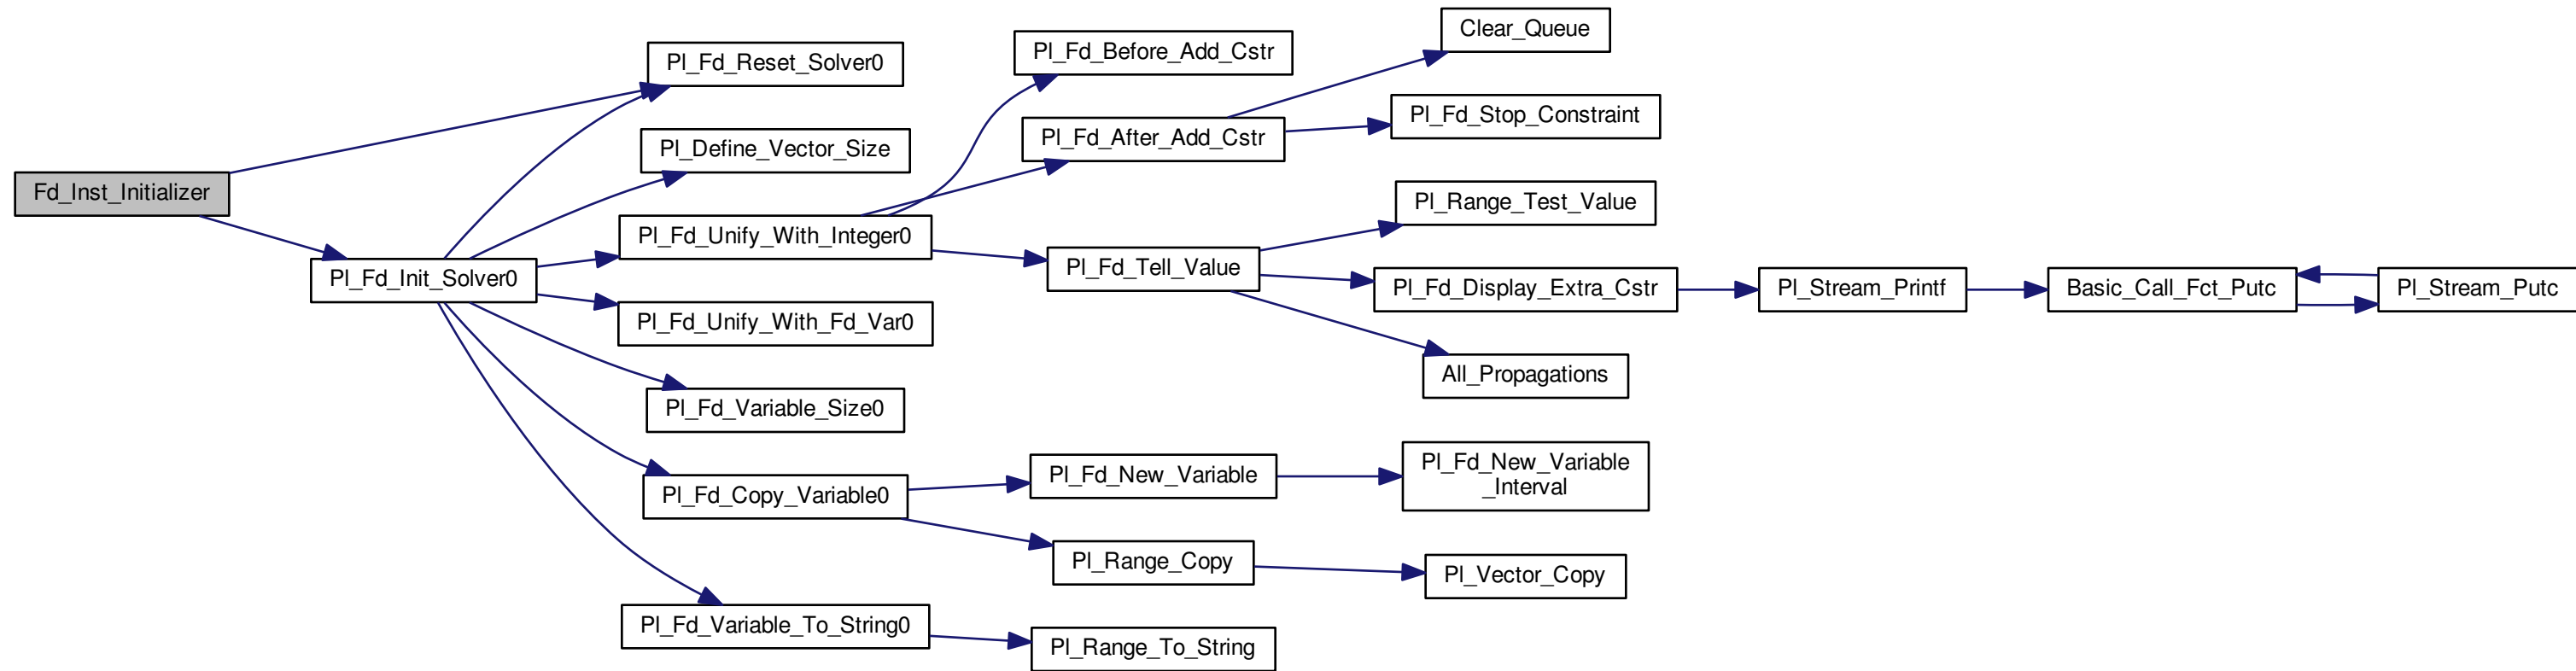 Fd_Inst_Initializer
Pl_Fd_Reset_Solver0
Pl_Fd_Init_Solver0
Pl_Define_Vector_Size
Pl_Fd_Unify_With_Integer0
Pl_Fd_Unify_With_Fd_Var0
Pl_Fd_Variable_Size0
Pl_Fd_Copy_Variable0
Pl_Fd_Variable_To_String0
Pl_Fd_Before_Add_Cstr
Pl_Fd_After_Add_Cstr
Pl_Fd_Tell_Value
Pl_Fd_New_Variable
Pl_Range_Copy
Pl_Range_To_String
Clear_Queue
Pl_Fd_Stop_Constraint
Pl_Range_Test_Value
Pl_Fd_Display_Extra_Cstr
All_Propagations
Pl_Fd_New_Variable
_Interval
Pl_Vector_Copy
Pl_Stream_Printf
Basic_Call_Fct_Putc
Pl_Stream_Putc